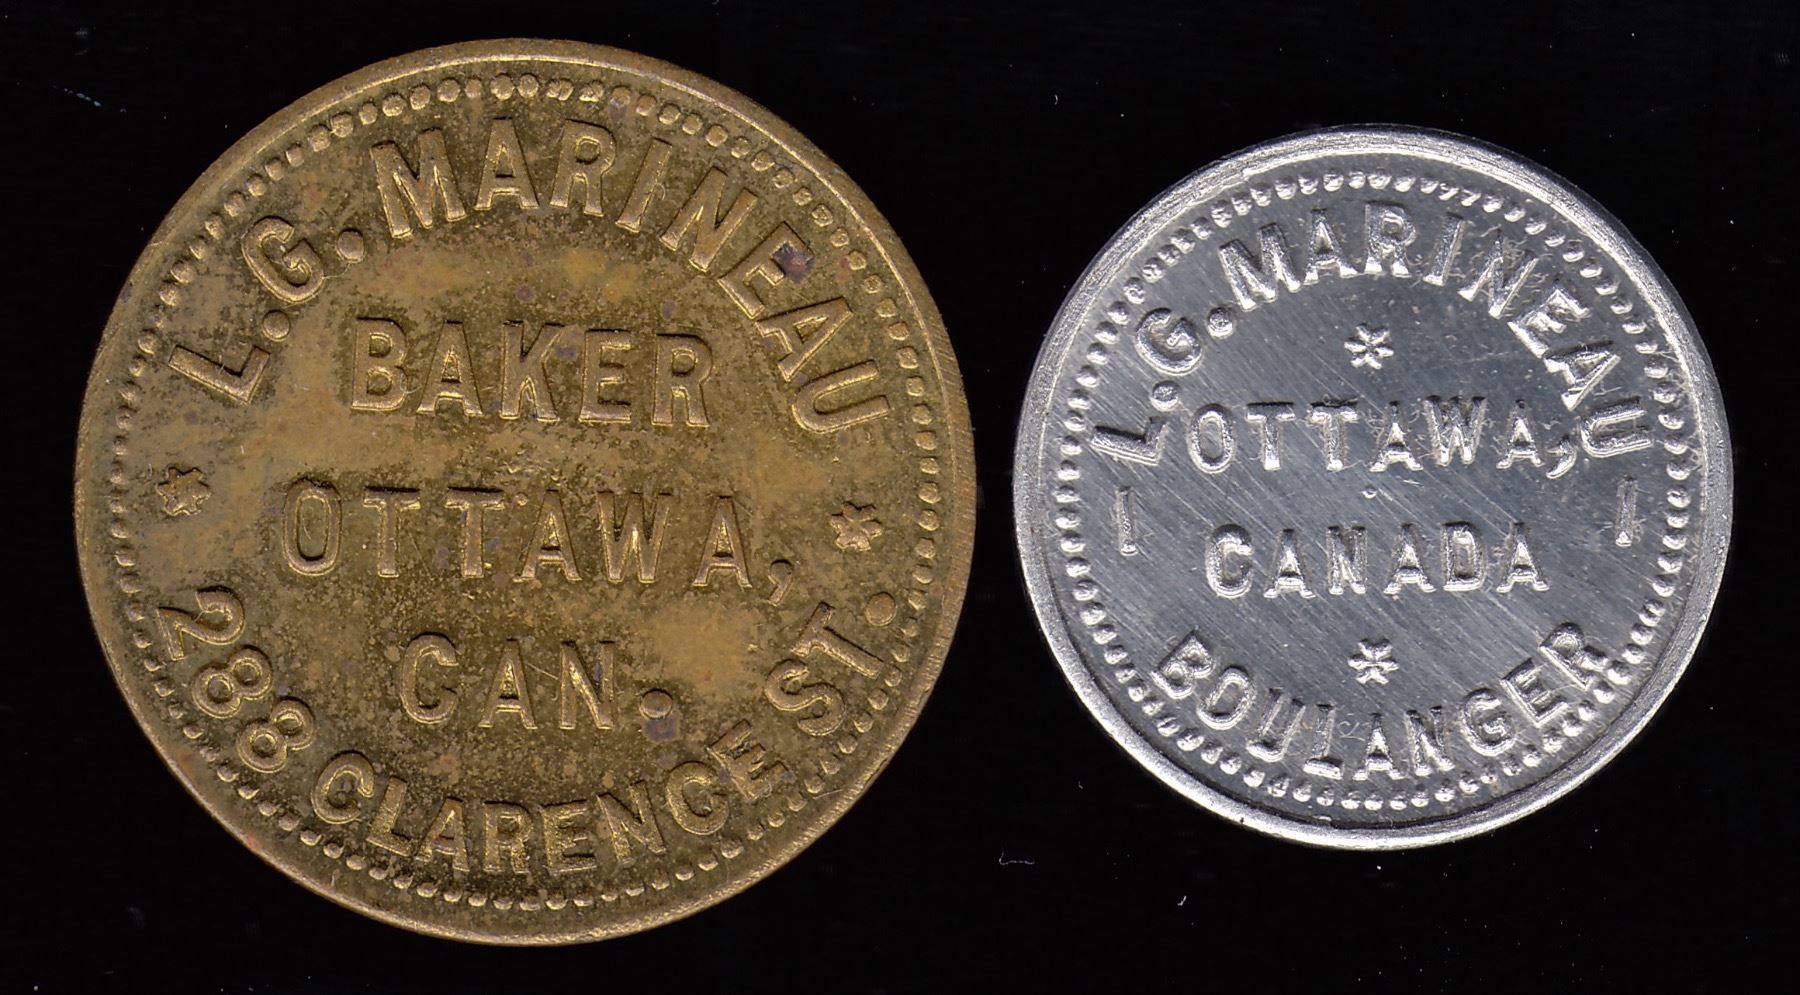 L.G. MARINEAU
BAKER
OTTAWA,
CAN.
288 CLARENCE ST.
L.G. MARINEAU
OTTAWA,
1 1
CANADA
BOULANGER